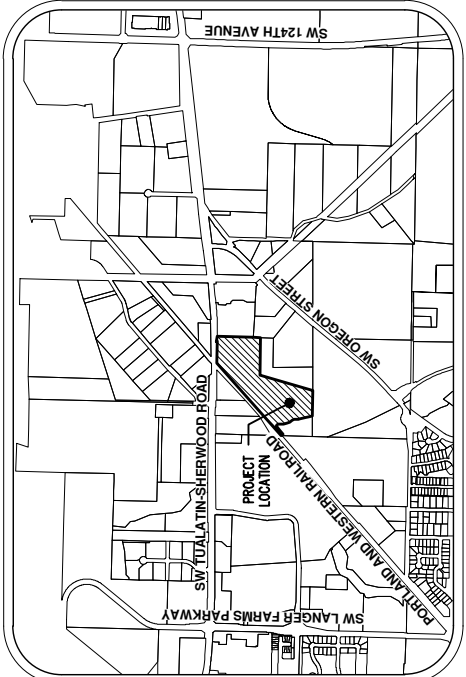 SW 124TH AVENUE
SW OREGON STREET
SW TUALATIN-SHERWOOD ROAD
PROJECT
LOCATION
PORTLAND AND WESTERN RAILROAD
SW LANGER FARMS PARKWAY